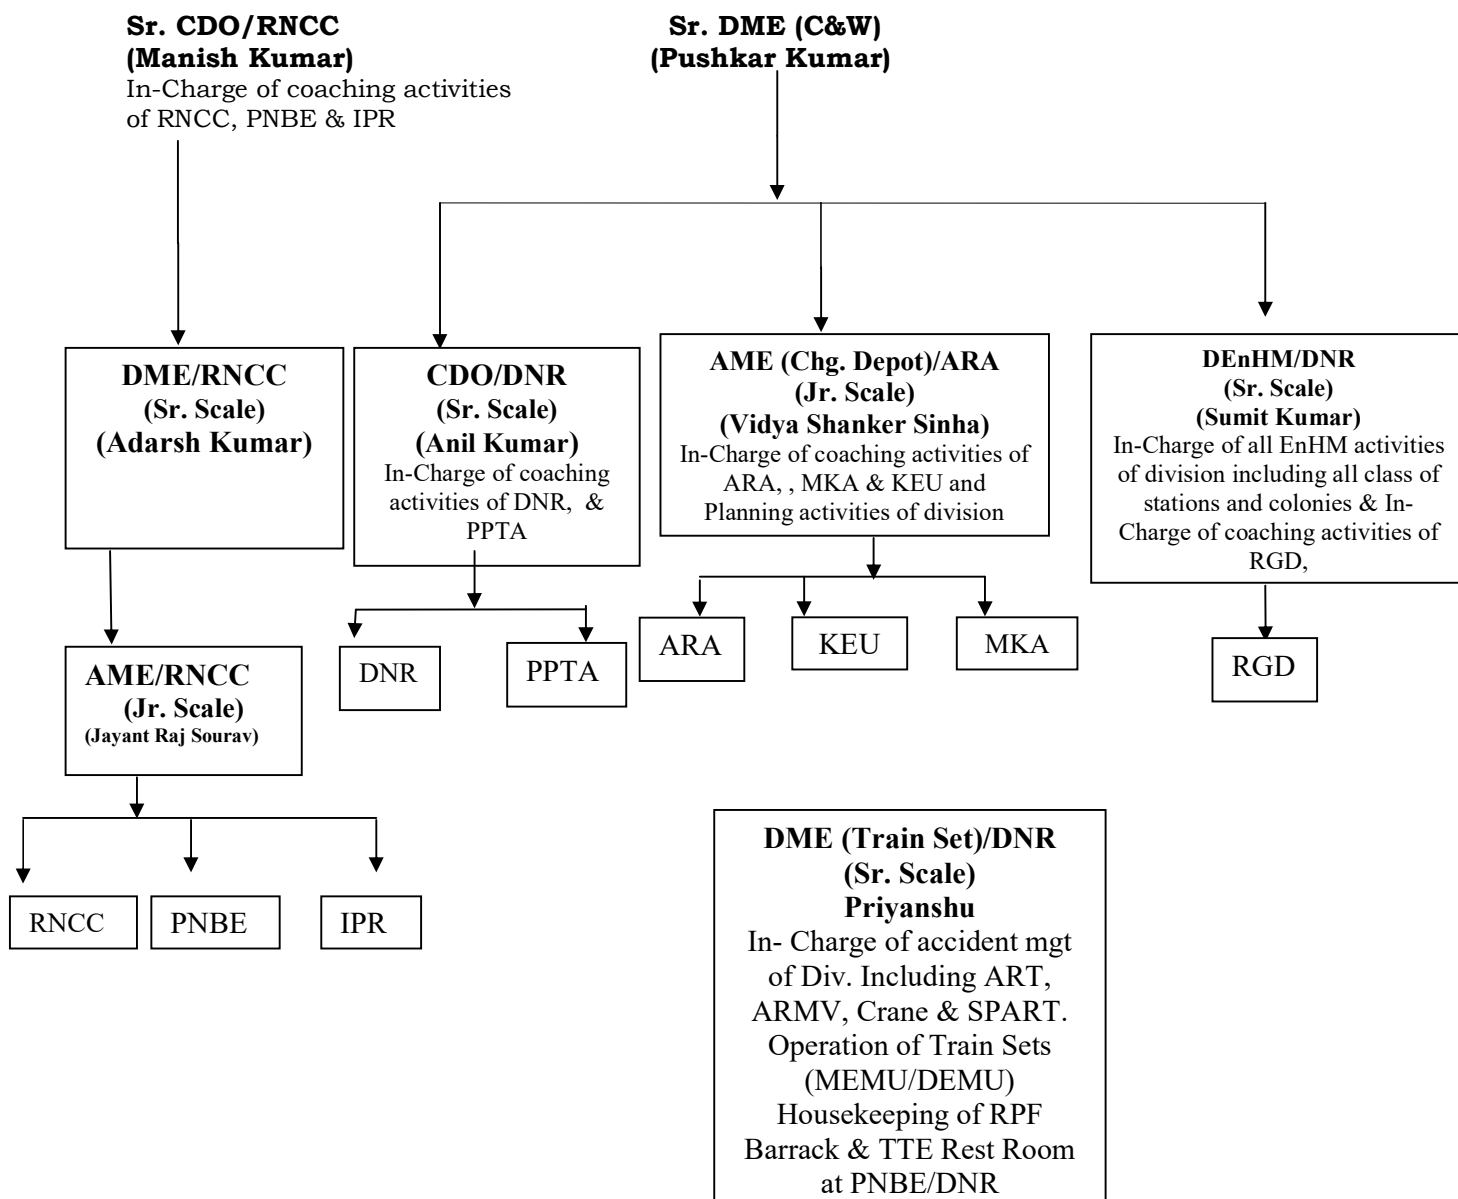 Sr. CDO/RNCC
(Manish Kumar)
In-Charge of coaching activities
of RNCC, PNBE & IPR
Sr. DME (C&W)
(Pushkar Kumar)
DME/RNCC
(Sr. Scale)
(Adarsh Kumar)
CDO/DNR
(Sr. Scale)
(Anil Kumar)
In-Charge of coaching
activities of DNR, &
PPTA
AME (Chg. Depot)/ARA
(Jr. Scale)
(Vidya Shanker Sinha)
In-Charge of coaching activities of
ARA, , MKA & KEU and
Planning activities of division
DEnHM/DNR
(Sr. Scale)
(Sumit Kumar)
In-Charge of all EnHM activities
of division including all class of
stations and colonies & In-
Charge of coaching activities of
RGD,
AME/RNCC
(Jr. Scale)
(Jayant Raj Sourav)
DNR
PPTA
ARA
KEU
MKA
RGD
RNCC
PNBE
IPR
DME (Train Set)/DNR
(Sr. Scale)
Priyanshu
In- Charge of accident mgt
of Div. Including ART,
ARMV, Crane & SPART.
Operation of Train Sets
(MEMU/DEMU)
Housekeeping of RPF
Barrack & TTE Rest Room
at PNBE/DNR